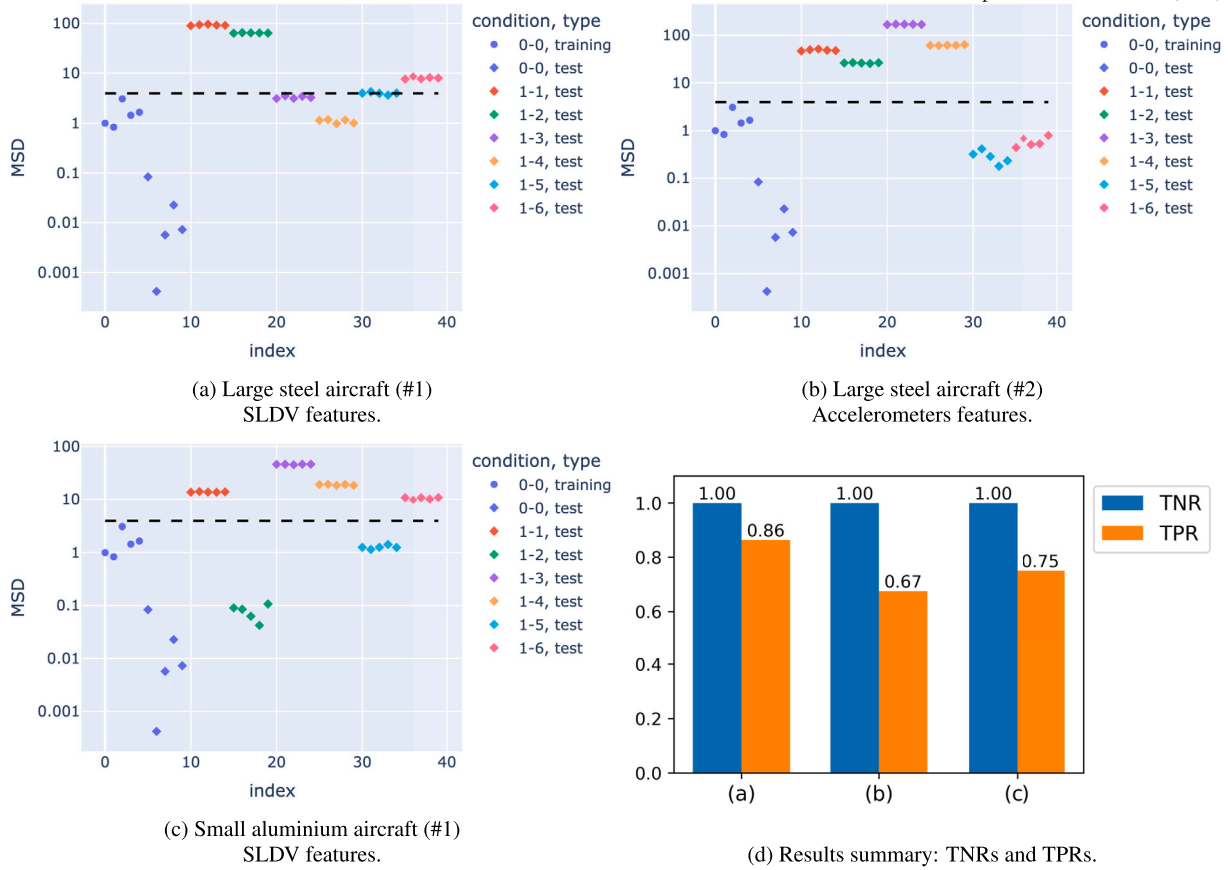 100
10
1
0.1
0.01
0.001
MSD
0
10
20
30
40
index
condition, type
0-0, training
0-0, test
1-1, test
1-2, test
1-3, test
1-4, test
1-5, test
1-6, test
(a) Large steel aircraft (#1)
SLDV features.
100
10
1
0.1
0.01
0.001
MSD
0
10
20
30
40
index
condition, type
0-0, training
0-0, test
1-1, test
1-2, test
1-3, test
1-4, test
1-5, test
1-6, test
(b) Large steel aircraft (#2)
Accelerometers features.
100
10
1
0.1
0.01
0.001
MSD
0
10
20
30
40
index
condition, type
0-0, training
0-0, test
1-1, test
1-2, test
1-3, test
1-4, test
1-5, test
1-6, test
(c) Small aluminium aircraft (#1)
SLDV features.
1.0
0.8
0.6
0.4
0.2
0.0
1.00
0.86
1.00
0.67
1.00
0.75
(a)
(b)
(c)
TNR
TPR
(d) Results summary: TNRs and TPRs.